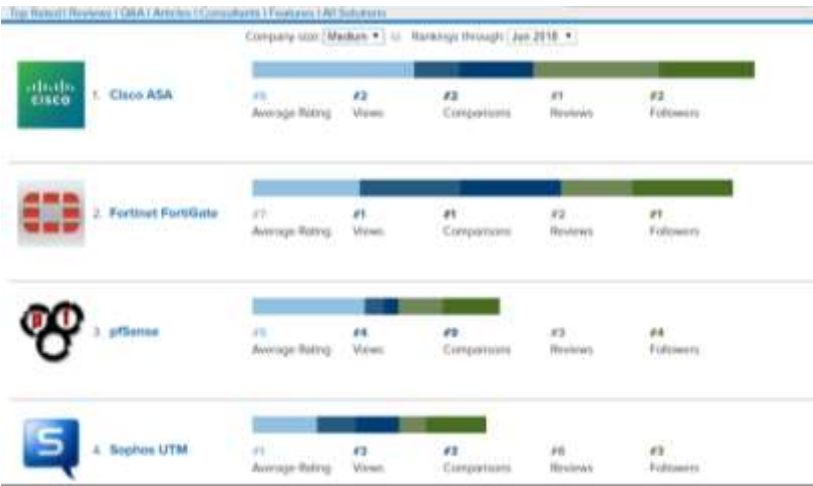 Top Rated | Reviews | Q&A | Articles | Consultants | Features | All Solutions
Company size: Medium Rankings through: Jun 2018
cisco
1. Cisco ASA
#2 #2 #1 #2
Average Rating Views Comparisons Reviews Followers
2. Fortinet FortiGate
#7 #1 #1 #2 #1
Average Rating Views Comparisons Reviews Followers
pf
3. pfSense
#4 #9 #3 #4
Average Rating Views Comparisons Reviews Followers
S
4. Sophos UTM
#3 #3 #6 #3
Average Rating Views Comparisons Reviews Followers